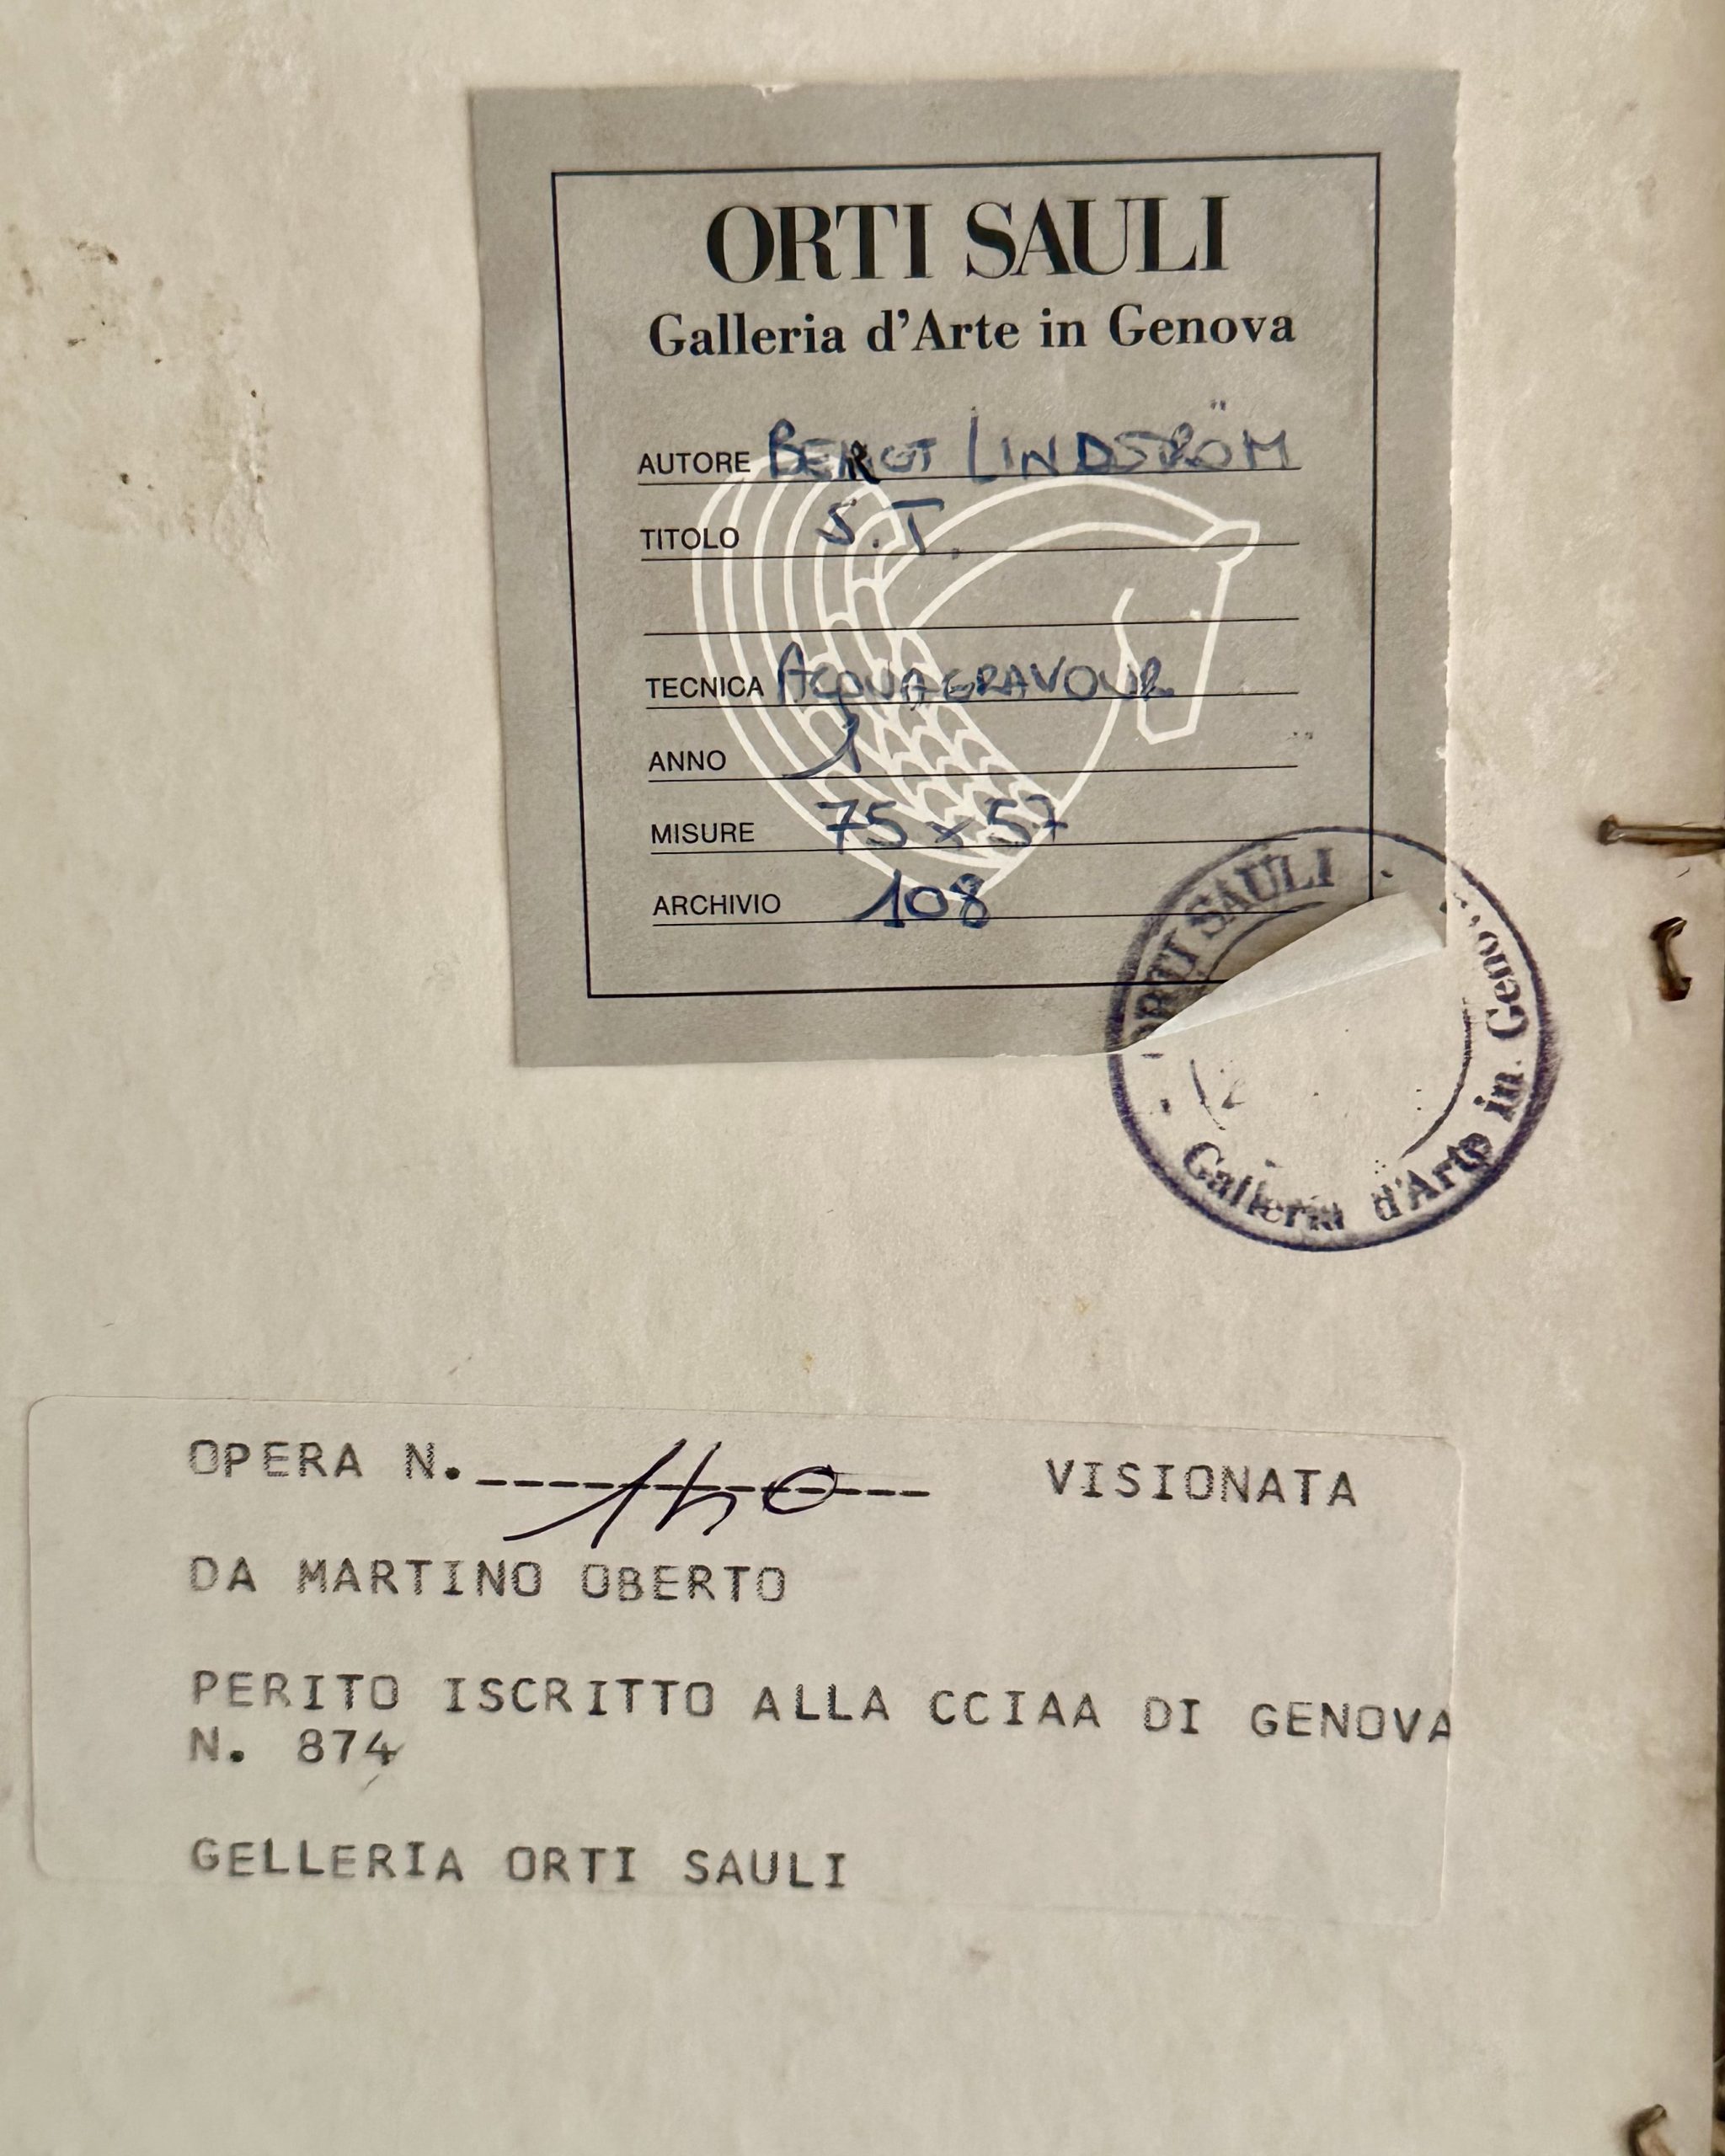 ORTI SAULI
Galleria d'Arte in Genova
AUTORE BERGT LINDSTRÖM
TITOLO S.T.
TECNICA ACQUAGRAVOUR
ANNO
MISURE 75 x 57
ARCHIVIO 108
ORTI SAULI
Galleria d'Arte in Genov
OPERA N. VISIONATA
DA MARTINO OBERTO
PERITO ISCRITTO ALLA CCIAA DI GENOVA
N. 874
GELLERIA ORTI SAULI